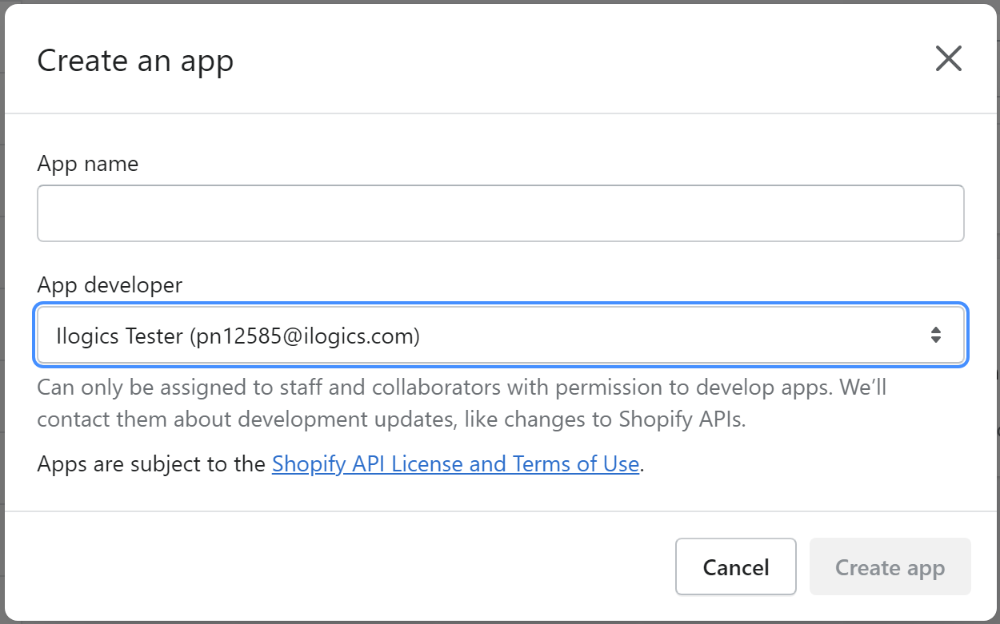 Create an app
App name
App developer
Ilogics Tester (pn12585@ilogics.com)
Can only be assigned to staff and collaborators with permission to develop apps. We’ll
contact them about development updates, like changes to Shopify APIs.
Apps are subject to the Shopify API License and Terms of Use.
Cancel
Create app